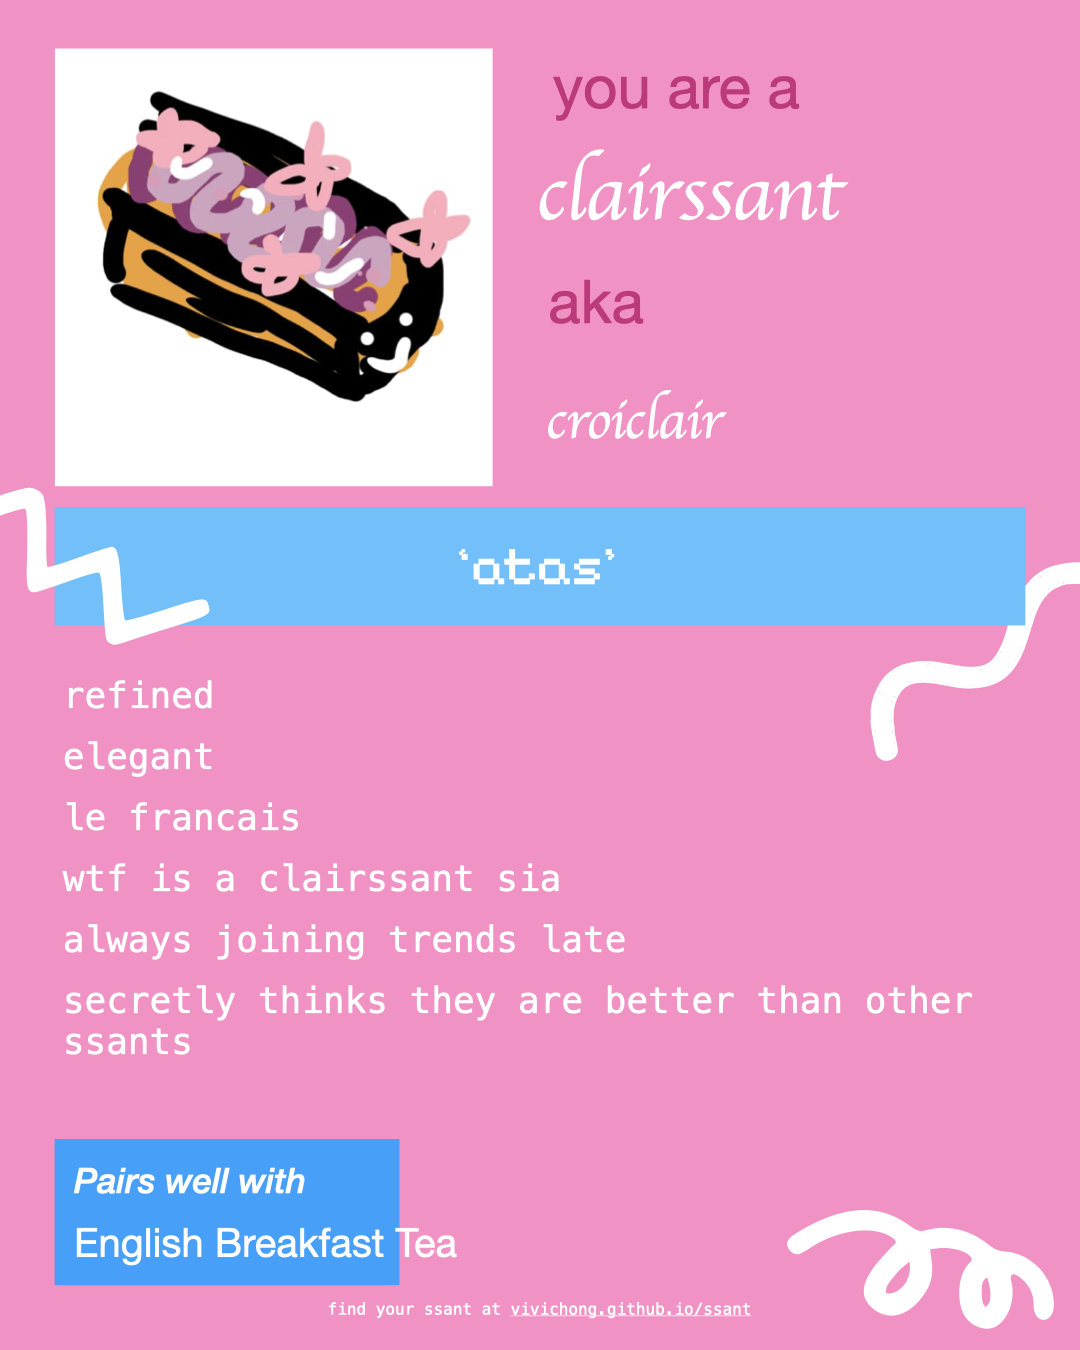 you are a
clairssant
aka
croiclair
‘atas’
refined
elegant
le francais
wtf is a clairssant sia
always joining trends late
secretly thinks they are better than other
ssants
Pairs well with
English Breakfast Tea
find your ssant at vivichong.github.io/ssant